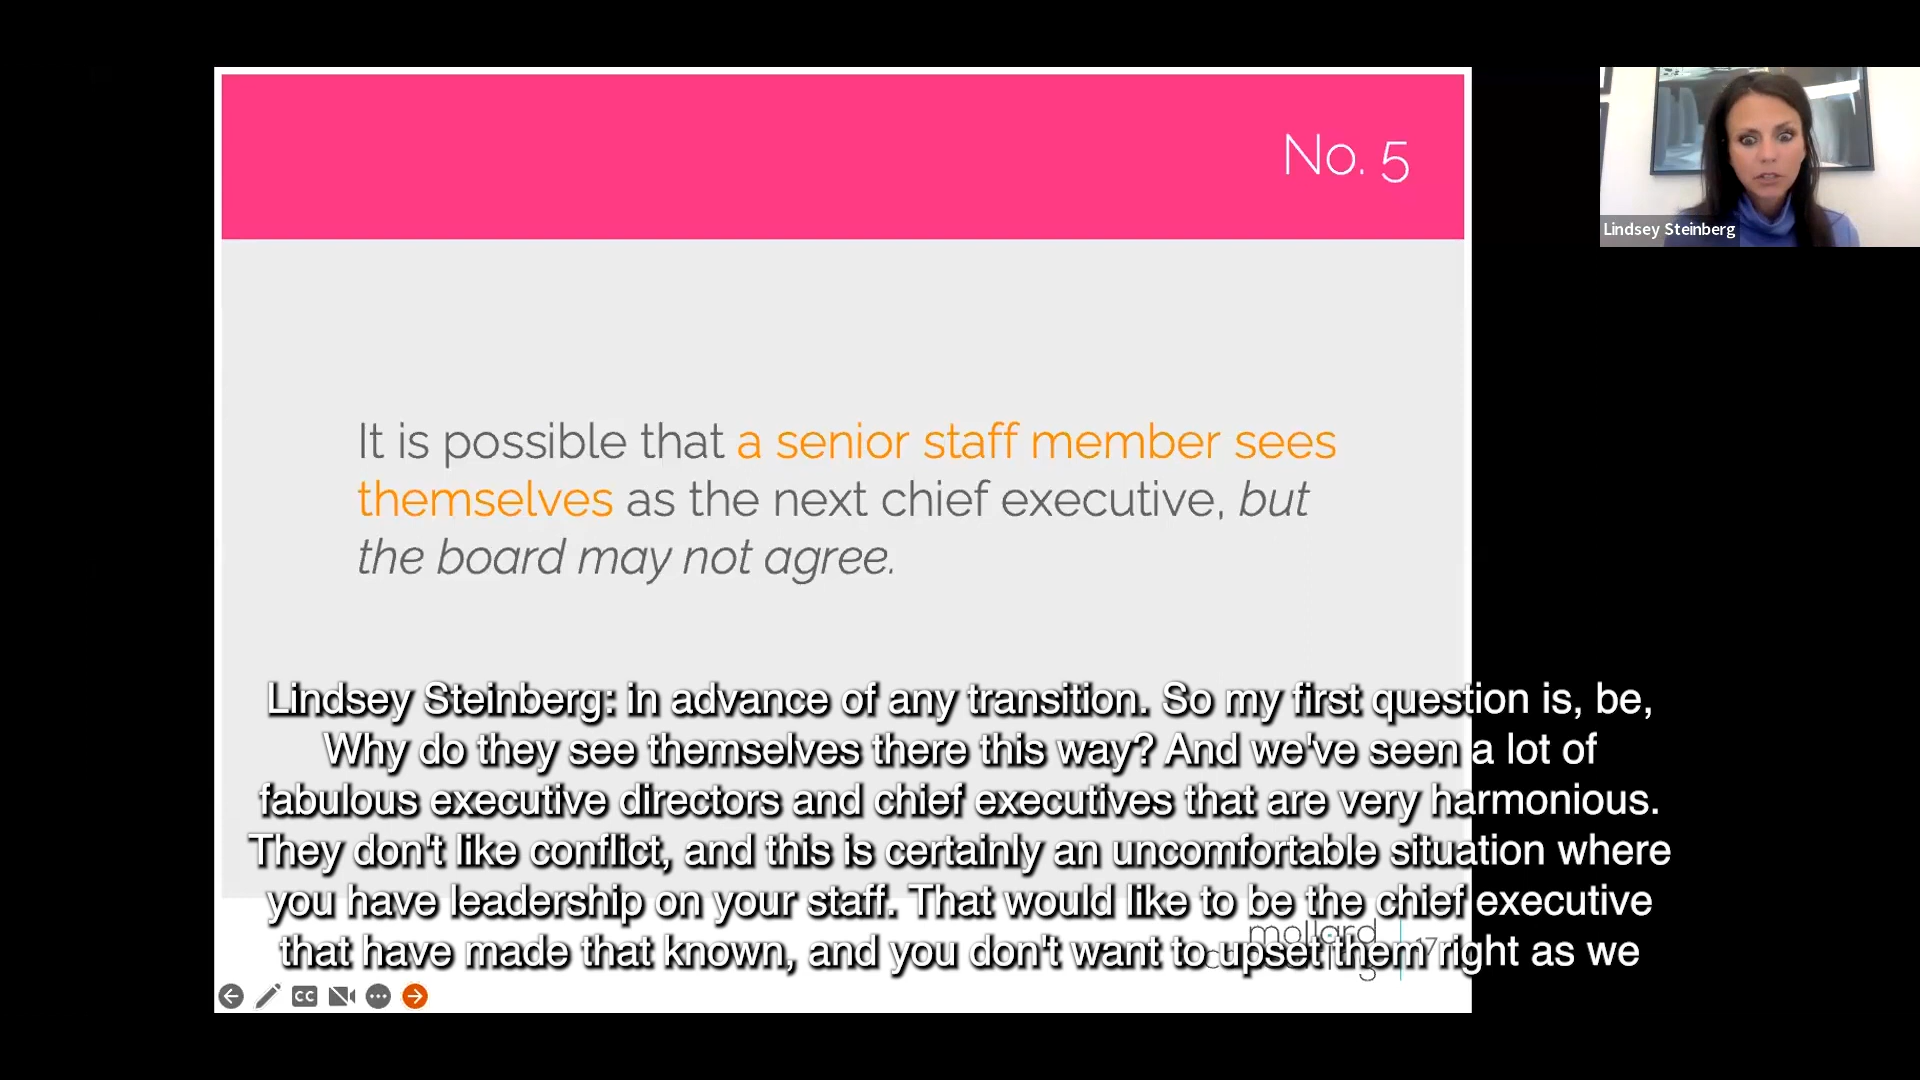 No. 5
Lindsey Steinberg
It is possible that a senior staff member sees
themselves as the next chief executive, but
the board may not agree.
Lindsey Steinberg: in advance of any transition. So my first question is, be,
Why do they see themselves there this way? And we've seen a lot of
fabulous executive directors and chief executives that are very harmonious.
They don't like conflict, and this is certainly an uncomfortable situation where
you have leadership on your staff. That would like to be the chief executive
that have made that known, and you don't want to upset them right as we
mollard
17
CC